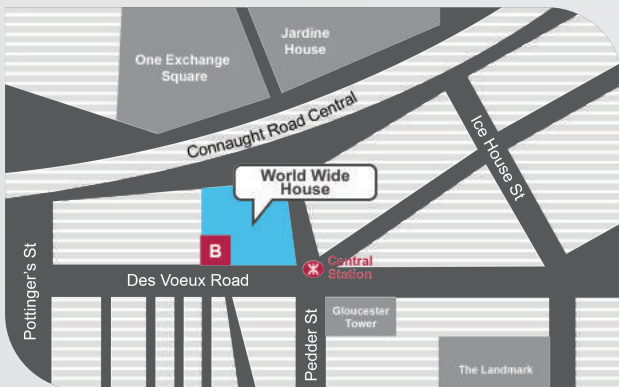 Jardine
House
One Exchange
Square
Connaught Road Central
Ice House St
World Wide
House
B
Central
Station
Pottinger's St
Des Voeux Road
Pedder St
Gloucester
Tower
The Landmark